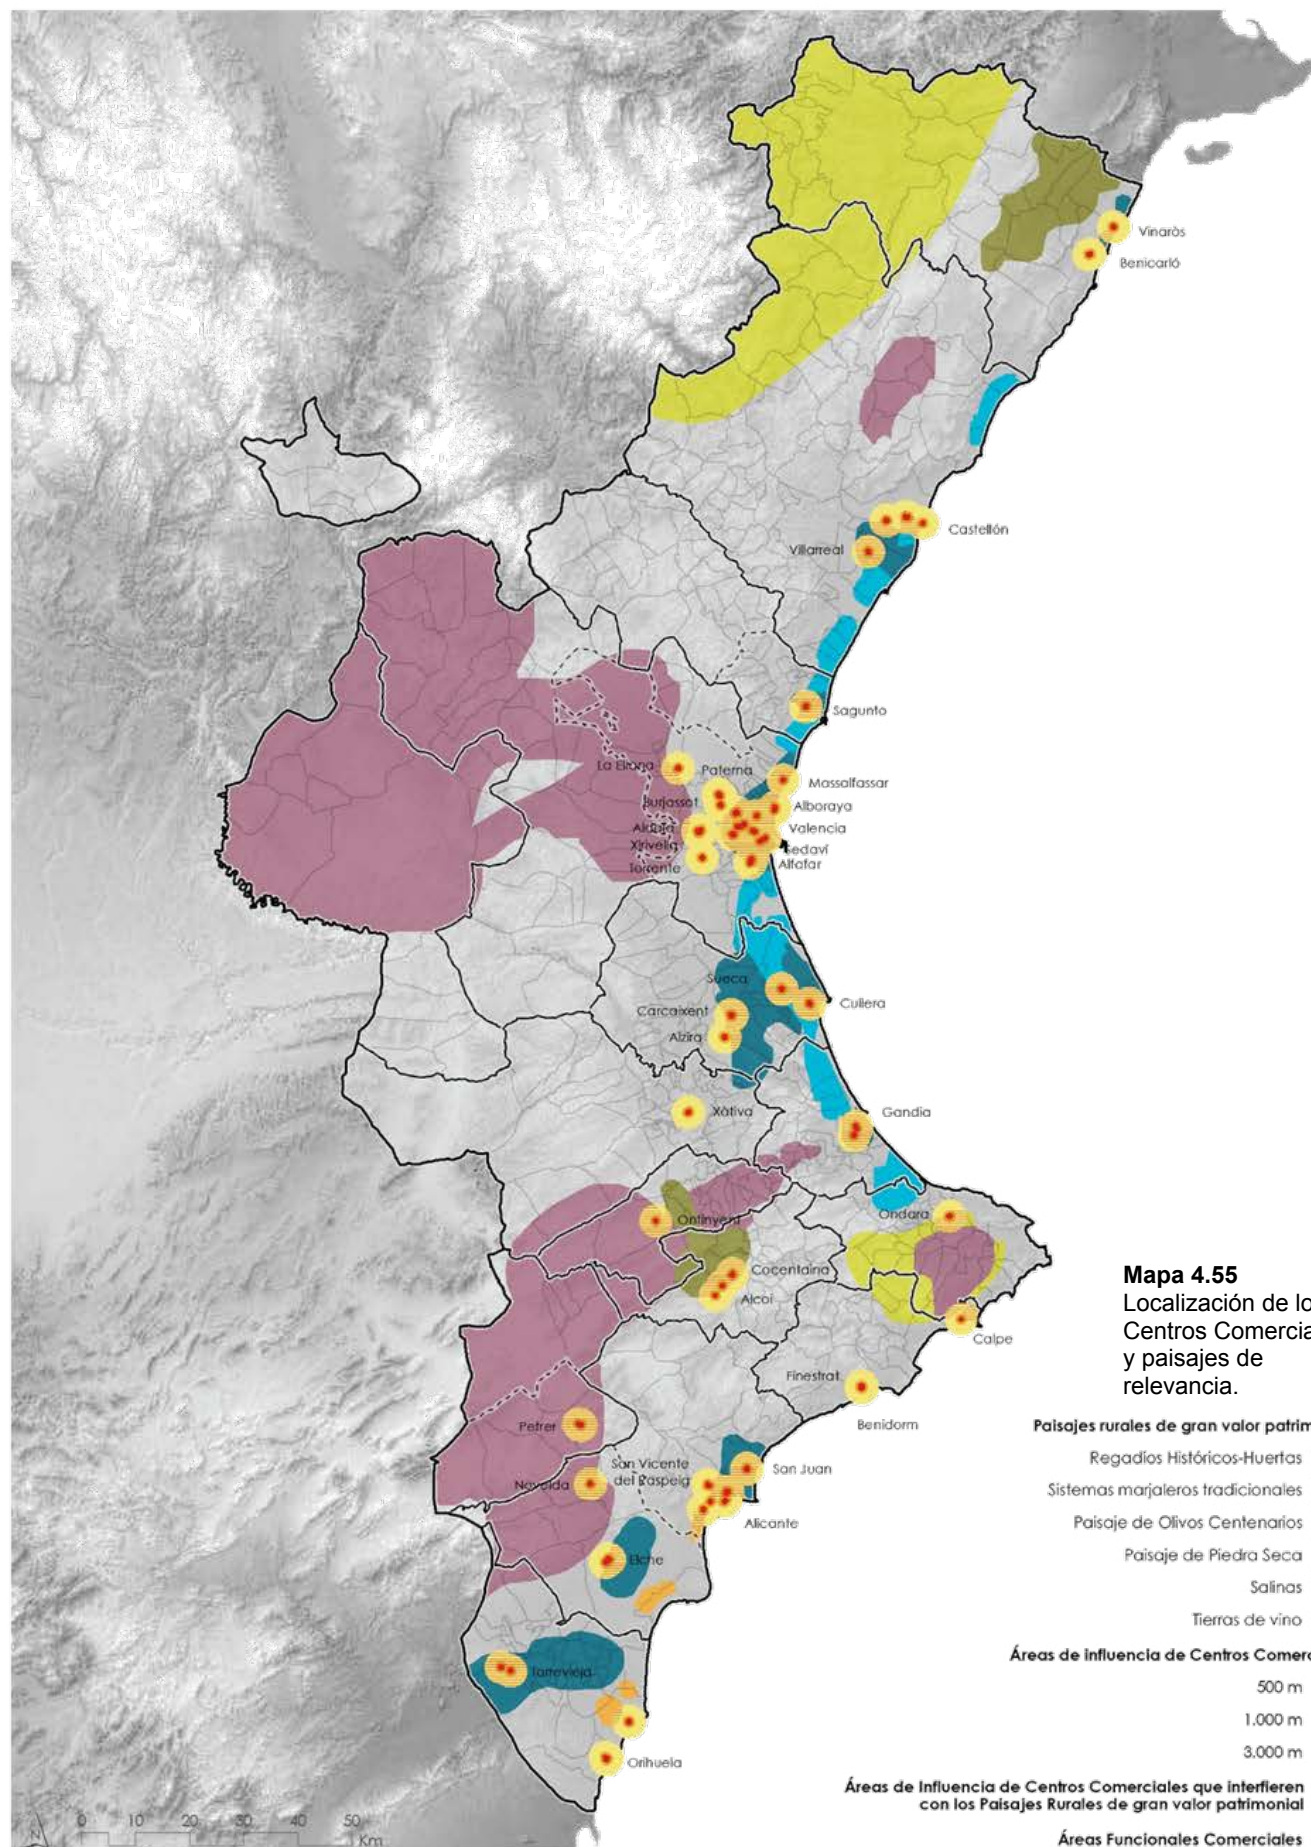 Vinaròs
Benicarló
Castellón
Villarreal
Sagunto
La Eliana
Paterna
Massalfassar
Burjassot
Alboraya
Aldaia
Valencia
Xirivella
Sedaví
Torrente
Alfafar
Sueca
Cullera
Carcaixent
Alzira
Xàtiva
Gandia
Ontinyent
Ondara
Cocentaina
Alcoi
Calpe
Finestrat
Benidorm
Petrer
San Vicente
del Raspeig
San Juan
Novelda
Alicante
Elche
Torrevieja
Orihuela
Mapa 4.55
Localización de lo
Centros Comercia
y paisajes de
relevancia.
Paisajes rurales de gran valor patrim
Regadíos Históricos-Huertas
Sistemas marjaleros tradicionales
Paisaje de Olivos Centenarios
Paisaje de Piedra Seca
Salinas
Tierras de vino
Áreas de influencia de Centros Comerc
500 m
1.000 m
3.000 m
Áreas de Influencia de Centros Comerciales que interfieren
con los Paisajes Rurales de gran valor patrimonial
Áreas Funcionales Comerciales
N
0 10 20 30 40 50
Km